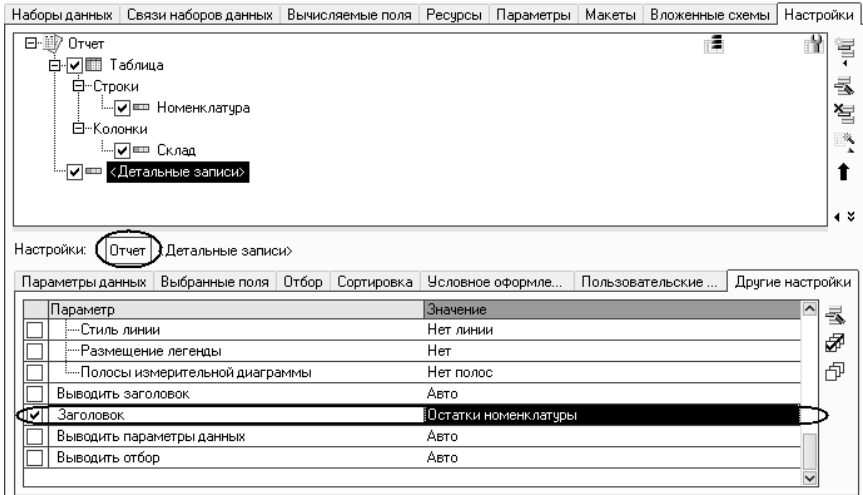 Наборы данных Связи наборов данных Вычисляемые поля Ресурсы Параметры Макеты Вложенные схемы Настройки
Отчет
Таблица
Строки
Номенклатура
Колонки
Склад
<Детальные записи>
Настройки: Отчет <Детальные записи>
Параметры данных Выбранные поля Отбор Сортировка Условное оформле... Пользовательские ... Другие настройки
Параметр Значение
Стиль линии Нет линии
Размещение легенды Нет
Полосы измерительной диаграммы Нет полос
Выводить заголовок Авто
Заголовок Остатки номенклатуры
Выводить параметры данных Авто
Выводить отбор Авто